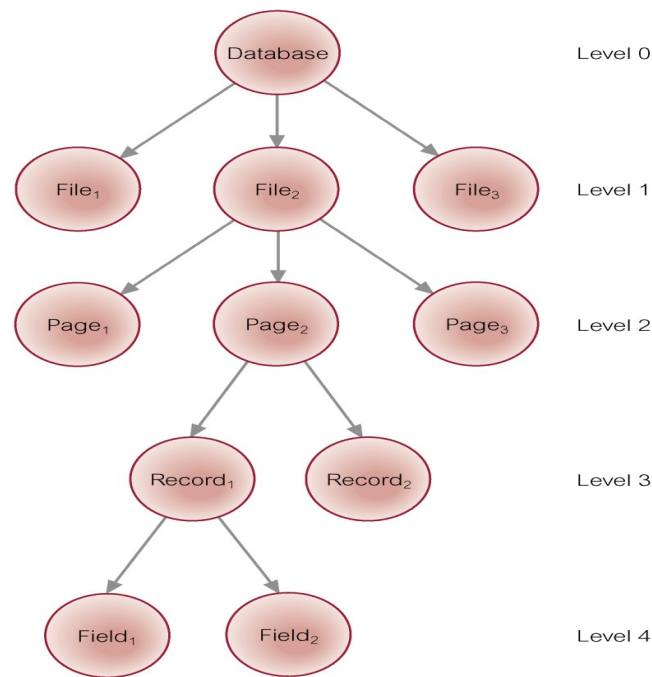 Database Level 0
File₁ File₂ File₃ Level 1
Page₁ Page₂ Page₃ Level 2
Record₁ Record₂ Level 3
Field₁ Field₂ Level 4